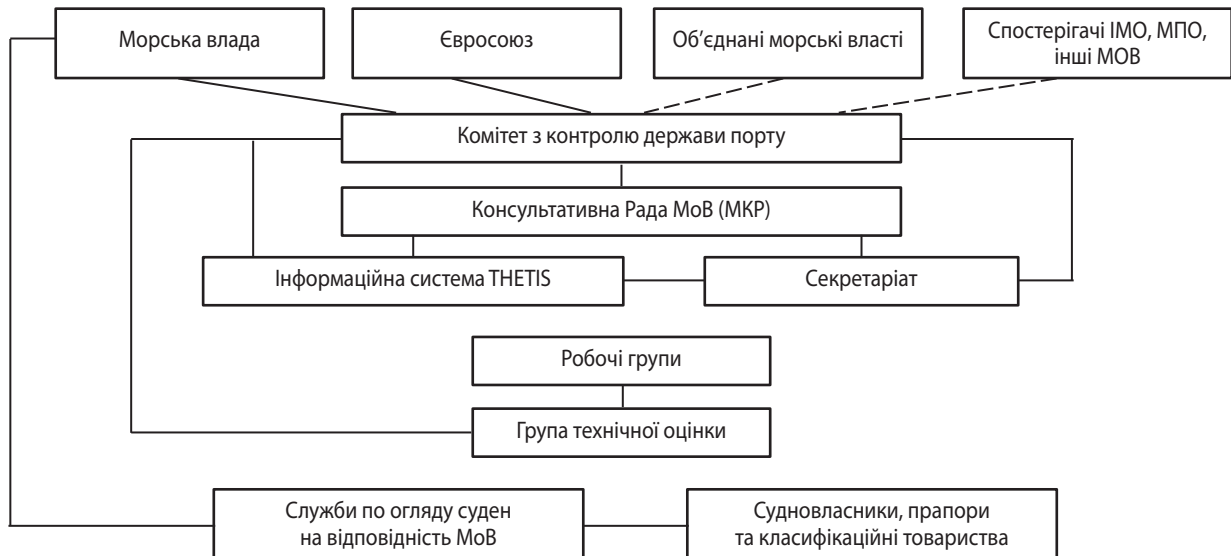 Морська влада
Євросоюз
Об’єднані морські власті
Спостерігачі ІМО, МПО,
інші МОВ
Комітет з контролю держави порту
Консультативна Рада МоВ (МКР)
Інформаційна система THETIS
Секретаріат
Робочі групи
Група технічної оцінки
Служби по огляду суден
на відповідність МоВ
Судновласники, прапори
та класифікаційні товариства